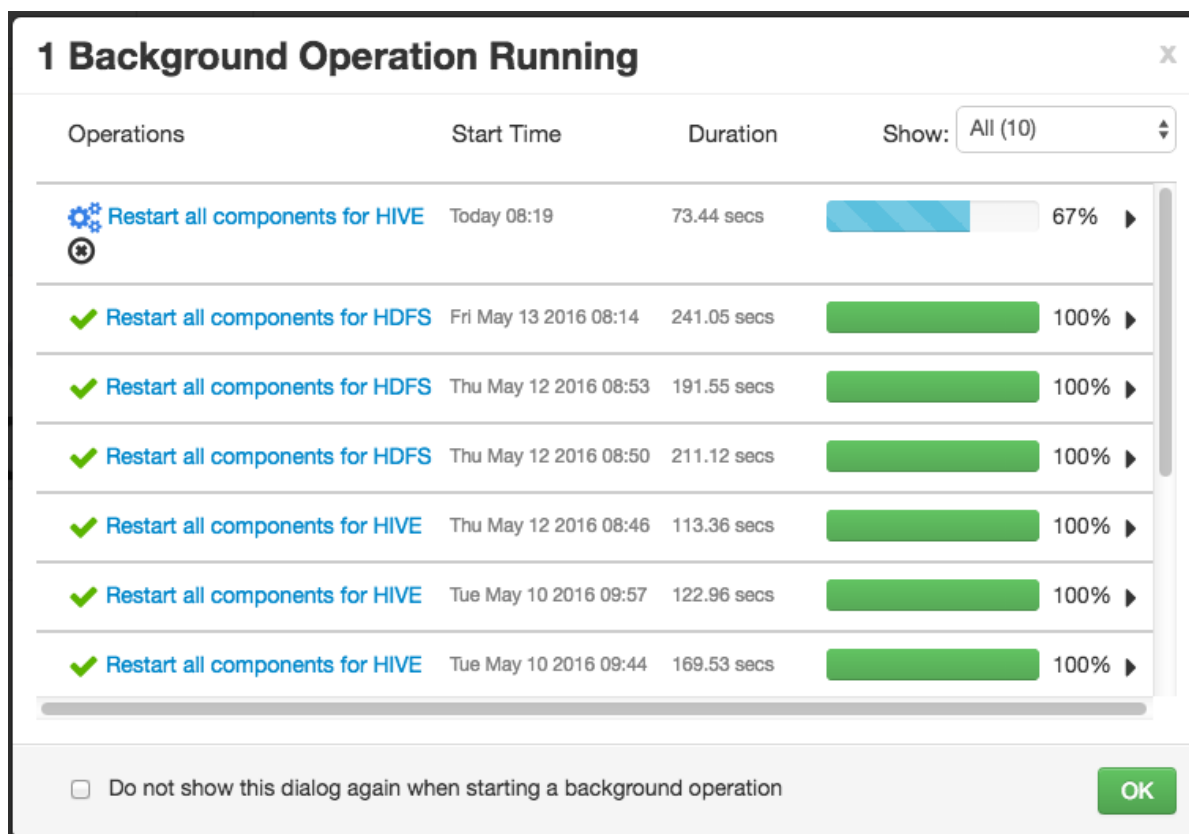 1 Background Operation Running
x
Operations Start Time Duration Show: All (10)
Restart all components for HIVE Today 08:19 73.44 secs 67%
Restart all components for HDFS Fri May 13 2016 08:14 241.05 secs 100%
Restart all components for HDFS Thu May 12 2016 08:53 191.55 secs 100%
Restart all components for HDFS Thu May 12 2016 08:50 211.12 secs 100%
Restart all components for HIVE Thu May 12 2016 08:46 113.36 secs 100%
Restart all components for HIVE Tue May 10 2016 09:57 122.96 secs 100%
Restart all components for HIVE Tue May 10 2016 09:44 169.53 secs 100%
Do not show this dialog again when starting a background operation
OK